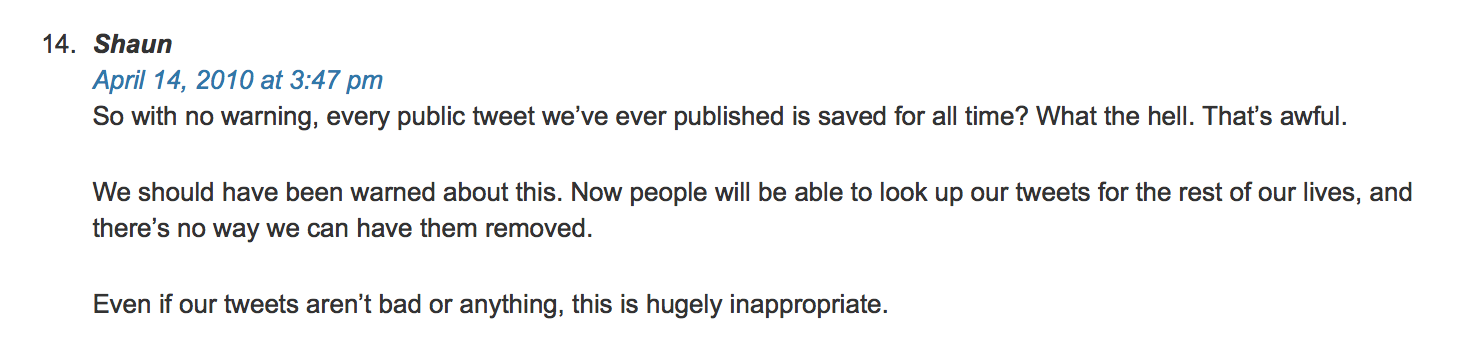 14. Shaun
April 14, 2010 at 3:47 pm
So with no warning, every public tweet we’ve ever published is saved for all time? What the hell. That’s awful.
We should have been warned about this. Now people will be able to look up our tweets for the rest of our lives, and
there’s no way we can have them removed.
Even if our tweets aren’t bad or anything, this is hugely inappropriate.